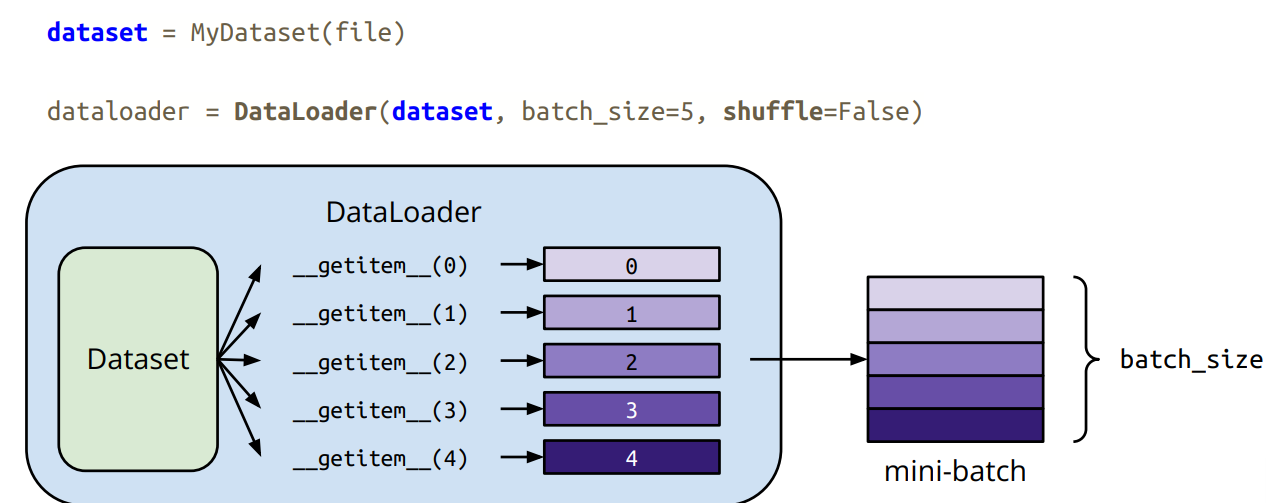 dataset = MyDataset(file)
dataloader = DataLoader(dataset, batch_size=5, shuffle=False)
DataLoader
Dataset
__getitem__(0)
0
__getitem__(1)
1
__getitem__(2)
2
__getitem__(3)
3
__getitem__(4)
4
batch_size
mini-batch